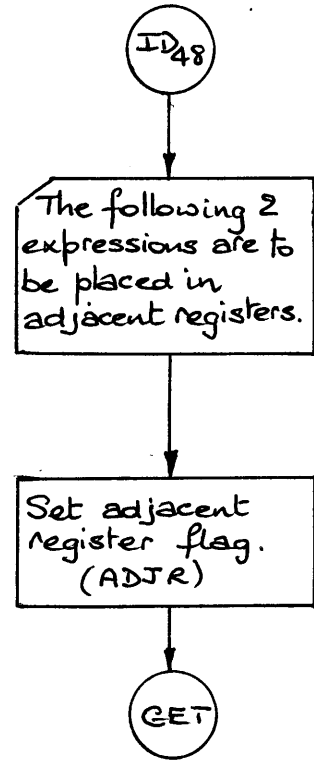 ID48
The following 2
expressions are to
be placed in
adjacent registers.
Set adjacent
register flag.
(ADJR)
GET